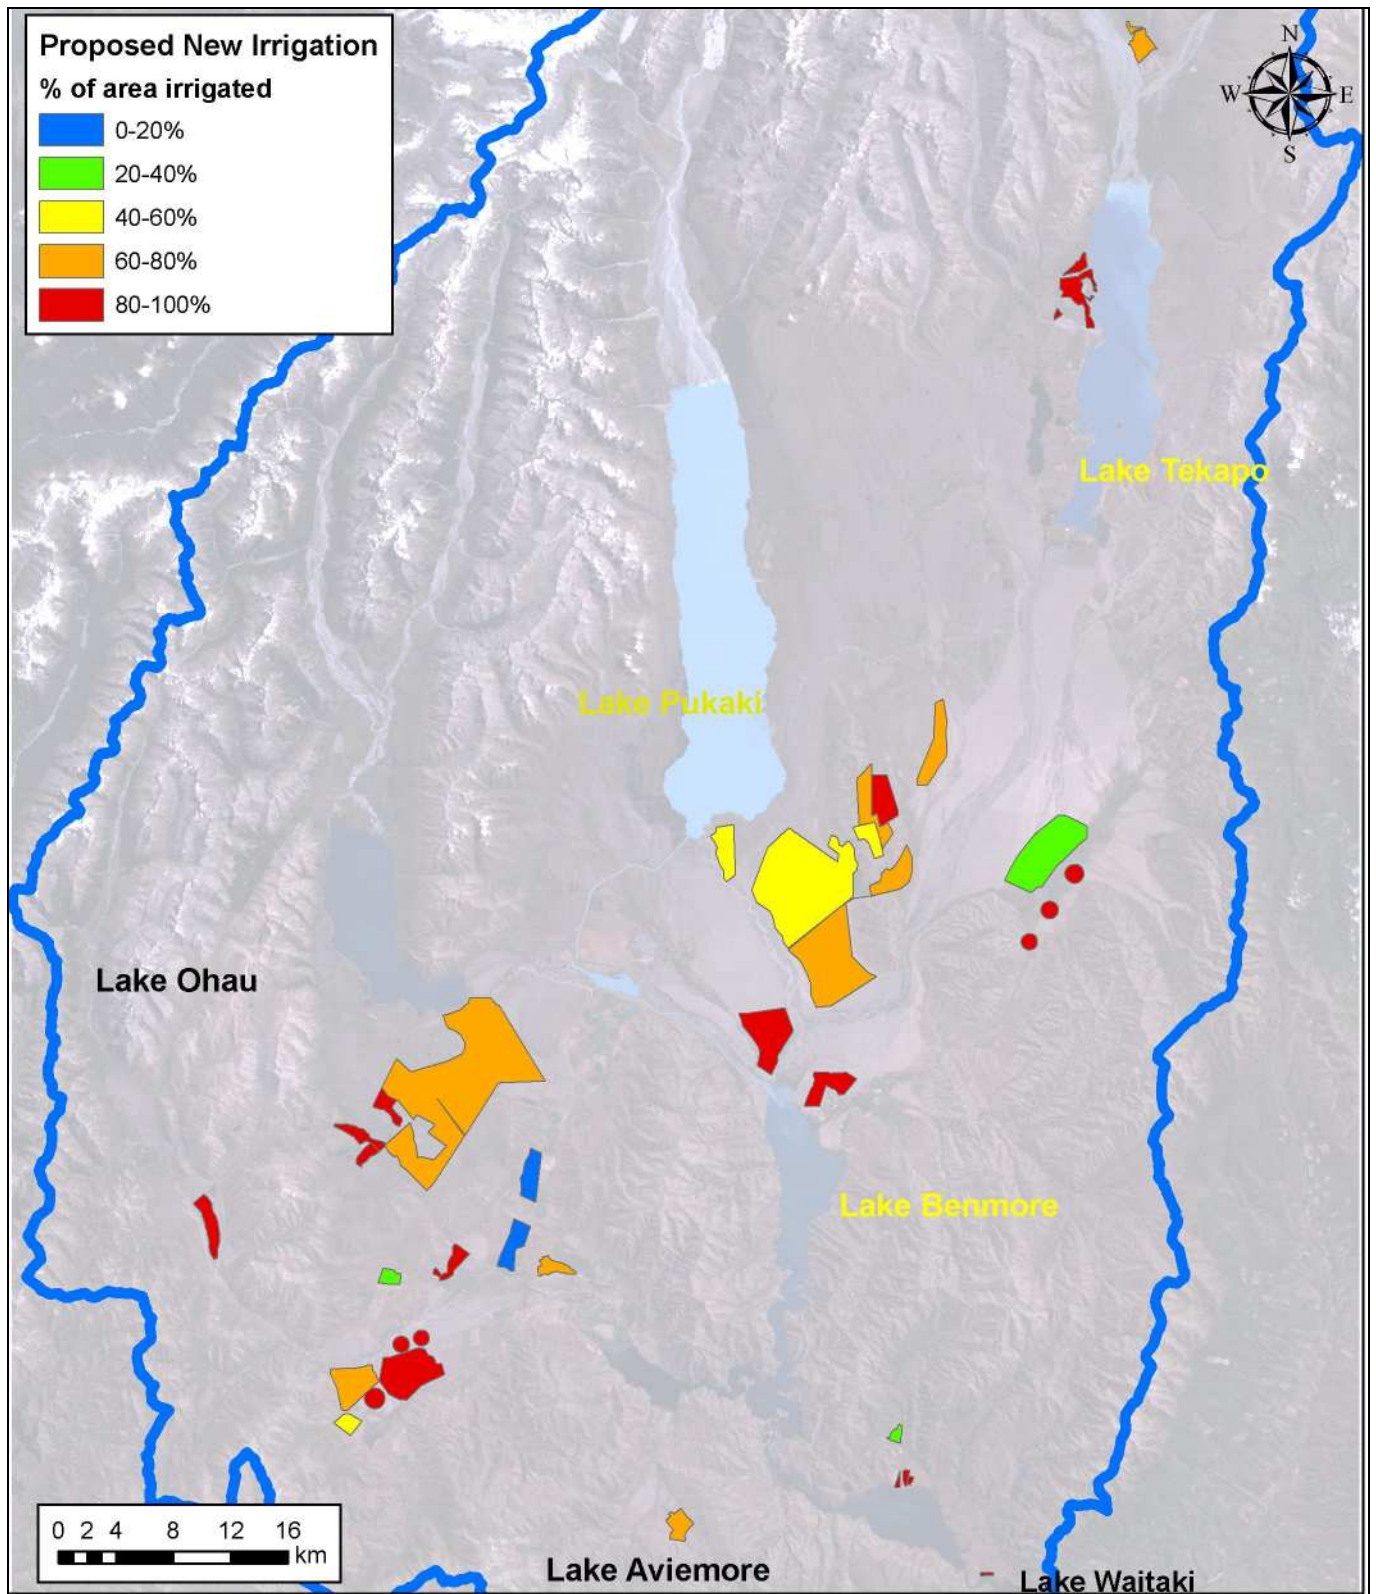 Proposed New Irrigation
% of area irrigated
0-20%
20-40%
40-60%
60-80%
80-100%
N
W E
S
Lake Tekapo
Lake Pukaki
Lake Ohau
Lake Benmore
0 2 4 8 12 16
km
Lake Aviemore
Lake Waitaki